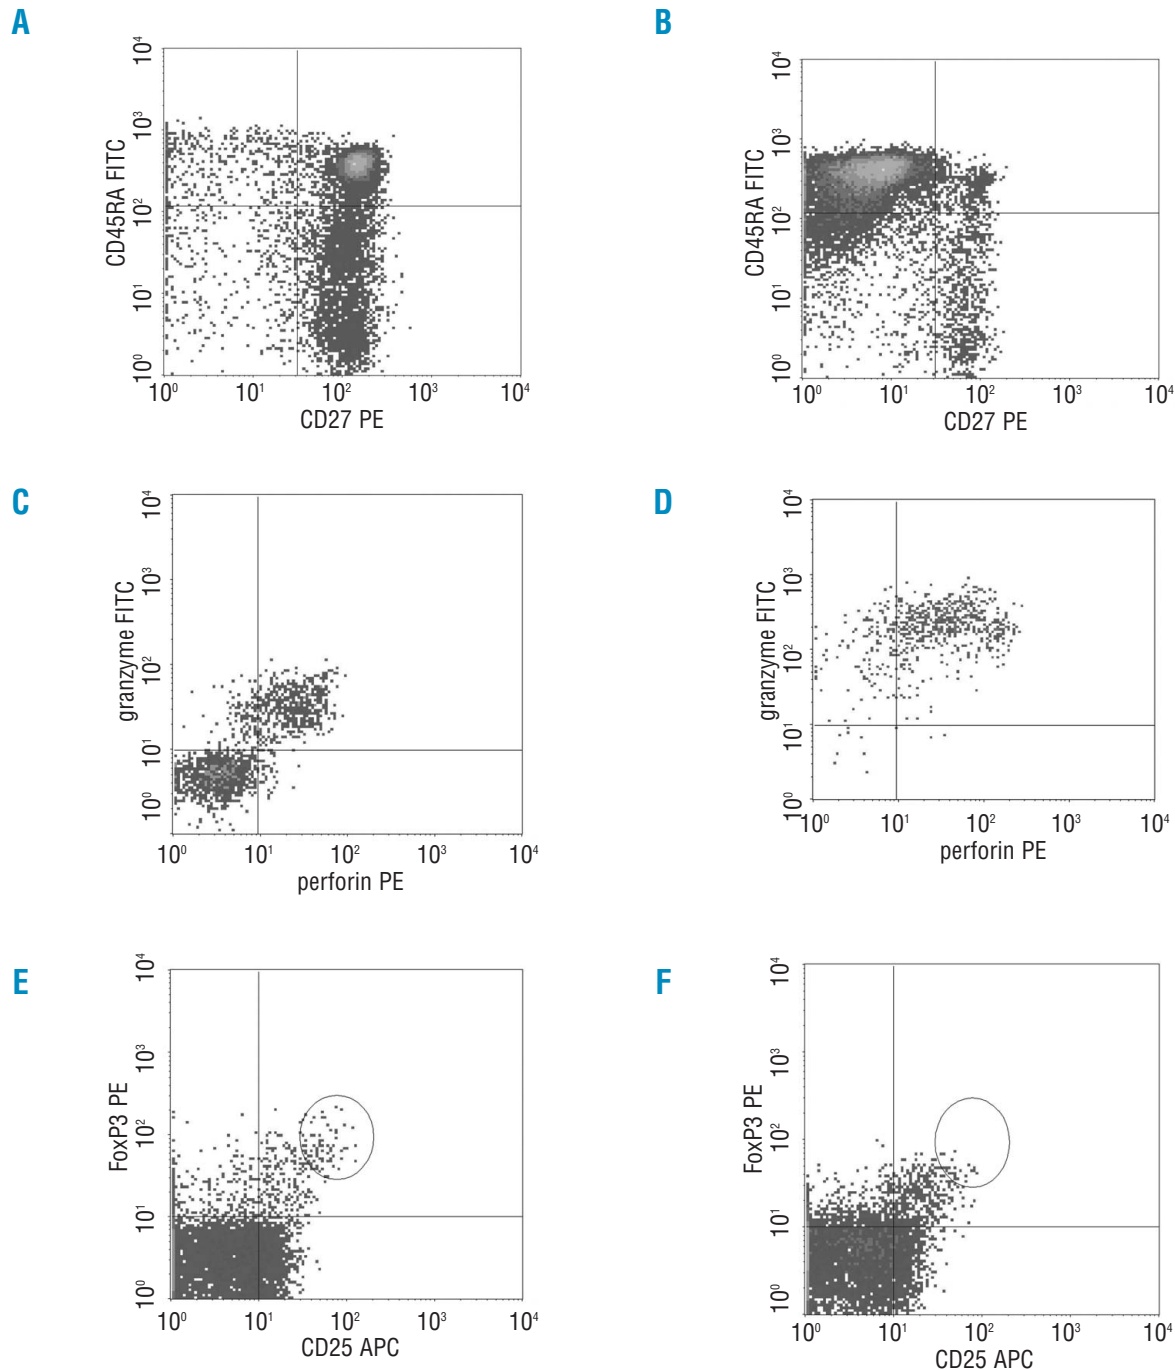 A
B
10⁴
10³
10²
10¹
10⁰
CD45RA FITC
10⁰ 10¹ 10² 10³ 10⁴
CD27 PE
10⁴
10³
10²
10¹
10⁰
CD45RA FITC
10⁰ 10¹ 10² 10³ 10⁴
CD27 PE
C
D
10⁴
10³
10²
10¹
10⁰
granzyme FITC
10⁰ 10¹ 10² 10³ 10⁴
perforin PE
10⁴
10³
10²
10¹
10⁰
granzyme FITC
10⁰ 10¹ 10² 10³ 10⁴
perforin PE
E
F
10⁴
10³
10²
10¹
10⁰
FoxP3 PE
10⁰ 10¹ 10² 10³ 10⁴
CD25 APC
10⁴
10³
10²
10¹
10⁰
FoxP3 PE
10⁰ 10¹ 10² 10³ 10⁴
CD25 APC